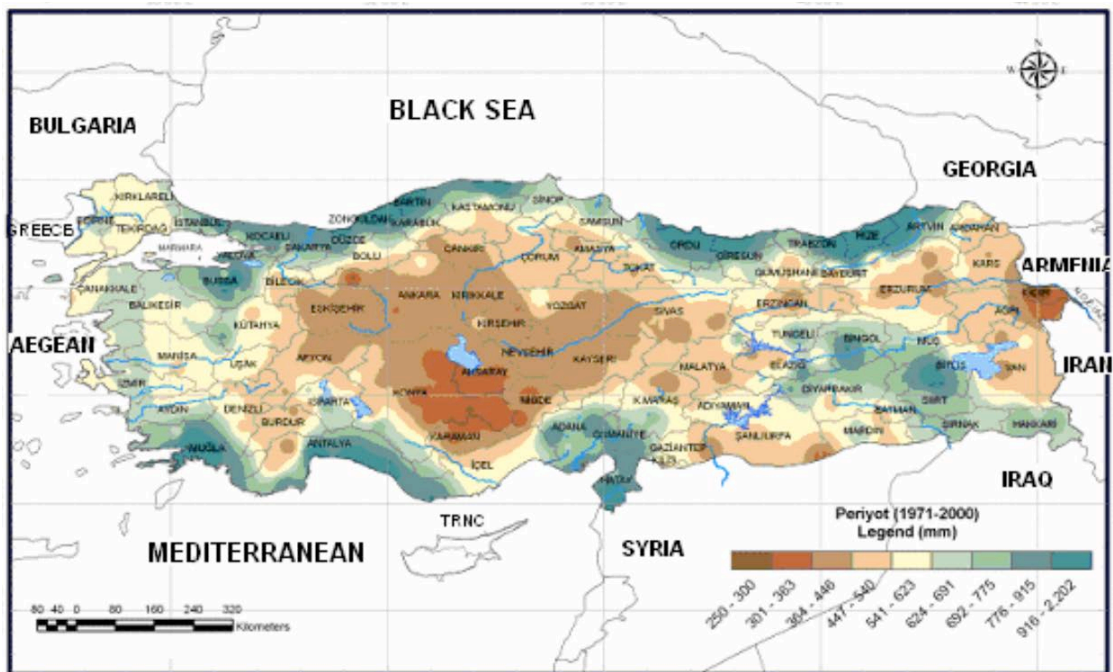 N
W E
S
BLACK SEA
BULGARIA
GEORGIA
KIRKLARELİ
EDİRNE
TEKİRDAĞ
İSTANBUL
KOCAELİ
SAKARYA
DÜZCE
ZONGULDAK
BARTIN
KARABÜK
KASTAMONU
SİNOP
SAMSUN
ORDU
GİRESUN
TRABZON
RİZE
ARTVİN
ARDAHAN
GREECE
MARMARA
YALOVA
BURSA
BİLECİK
BOLU
ÇANKIRI
ÇORUM
AMASYA
TOKAT
GÜMÜŞHANE
BAYBURT
KARS
ARMENIA
ÇANAKKALE
BALIKESİR
ESKİŞEHİR
ANKARA
KIRIKKALE
YOZGAT
SİVAS
ERZİNCAN
ERZURUM
IĞDIR
AĞRI
KÜTAHYA
KIRŞEHİR
TUNCELİ
BİNGÖL
MUŞ
AEGEAN
MANİSA
UŞAK
AFYON
NEVŞEHİR
KAYSERİ
MALATYA
ELAZIĞ
BİTLİS
VAN
IRAN
İZMİR
AKSARAY
KONYA
NİĞDE
K.MARAŞ
ADIYAMAN
DİYARBAKIR
SİİRT
AYDIN
DENİZLİ
ISPARTA
BURDUR
BATMAN
ŞIRNAK
HAKKARİ
MUĞLA
ANTALYA
KARAMAN
ADANA
OSMANİYE
GAZİANTEP
KİLİS
ŞANLIURFA
MARDİN
İÇEL
HATAY
IRAQ
TRNC
MEDITERRANEAN
SYRIA
Periyot (1971-2000)
Legend (mm)
250 - 300
301 - 363
364 - 446
447 - 540
541 - 623
624 - 691
692 - 775
776 - 915
916 - 2,202
80 40 0 80 160 240 320
Kilometers